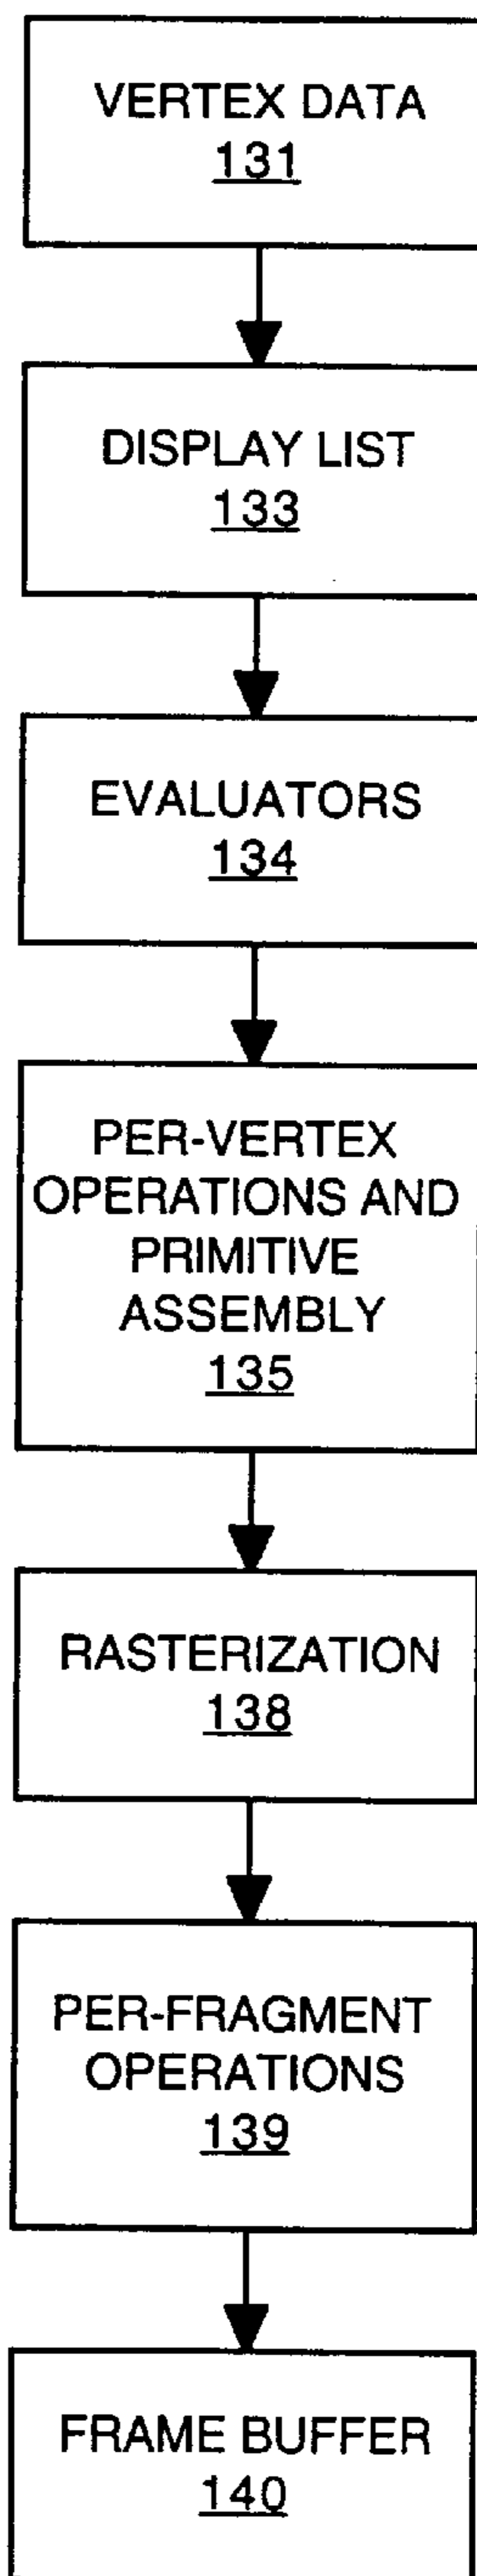 VERTEX DATA
131
DISPLAY LIST
133
EVALUATORS
134
PER-VERTEX
OPERATIONS AND
PRIMITIVE
ASSEMBLY
135
RASTERIZATION
138
PER-FRAGMENT
OPERATIONS
139
FRAME BUFFER
140